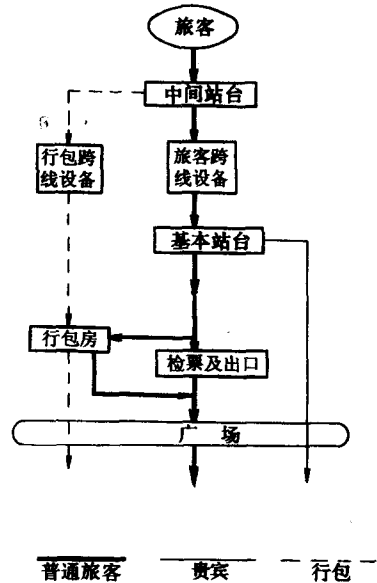 旅客
中间站台
行包跨
线设备
旅客跨
线设备
基本站台
行包房
检票及出口
广场
普通旅客
贵宾
行包